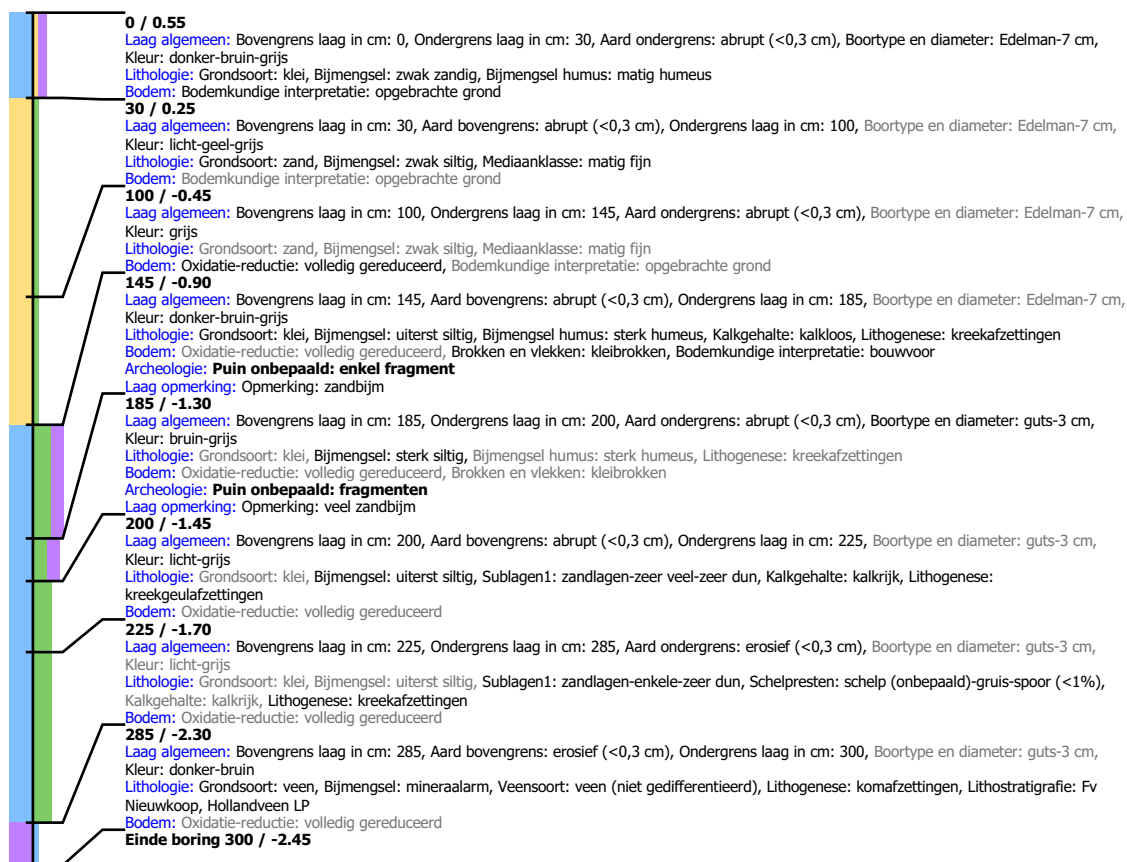 0 / 0.55
Laag algemeen: Bovengrens laag in cm: 0, Ondergrens laag in cm: 30, Aard ondergrens: abrupt (<0,3 cm), Boortype en diameter: Edelman-7 cm,
Kleur: donker-bruin-grijs
Lithologie: Grondsoort: klei, Bijmengsel: zwak zandig, Bijmengsel humus: matig humeus
Bodem: Bodemkundige interpretatie: opgebrachte grond
30 / 0.25
Laag algemeen: Bovengrens laag in cm: 30, Aard bovengrens: abrupt (<0,3 cm), Ondergrens laag in cm: 100, Boortype en diameter: Edelman-7 cm,
Kleur: licht-geel-grijs
Lithologie: Grondsoort: zand, Bijmengsel: zwak siltig, Mediaanklasse: matig fijn
Bodem: Bodemkundige interpretatie: opgebrachte grond
100 / -0.45
Laag algemeen: Bovengrens laag in cm: 100, Ondergrens laag in cm: 145, Aard ondergrens: abrupt (<0,3 cm), Boortype en diameter: Edelman-7 cm,
Kleur: grijs
Lithologie: Grondsoort: zand, Bijmengsel: zwak siltig, Mediaanklasse: matig fijn
Bodem: Oxidatie-reductie: volledig gereduceerd, Bodemkundige interpretatie: opgebrachte grond
145 / -0.90
Laag algemeen: Bovengrens laag in cm: 145, Aard bovengrens: abrupt (<0,3 cm), Ondergrens laag in cm: 185, Boortype en diameter: Edelman-7 cm,
Kleur: donker-bruin-grijs
Lithologie: Grondsoort: klei, Bijmengsel: uiterst siltig, Bijmengsel humus: sterk humeus, Kalkgehalte: kalkloos, Lithogenese: kreekafzettingen
Bodem: Oxidatie-reductie: volledig gereduceerd, Brokken en vlekken: kleibrokken, Bodemkundige interpretatie: bouwvoor
Archeologie: Puin onbepaald: enkel fragment
Laag opmerking: Opmerking: zandbijm
185 / -1.30
Laag algemeen: Bovengrens laag in cm: 185, Ondergrens laag in cm: 200, Aard ondergrens: abrupt (<0,3 cm), Boortype en diameter: guts-3 cm,
Kleur: bruin-grijs
Lithologie: Grondsoort: klei, Bijmengsel: sterk siltig, Bijmengsel humus: sterk humeus, Lithogenese: kreekafzettingen
Bodem: Oxidatie-reductie: volledig gereduceerd, Brokken en vlekken: kleibrokken
Archeologie: Puin onbepaald: fragmenten
Laag opmerking: Opmerking: veel zandbijm
200 / -1.45
Laag algemeen: Bovengrens laag in cm: 200, Aard bovengrens: abrupt (<0,3 cm), Ondergrens laag in cm: 225, Boortype en diameter: guts-3 cm,
Kleur: licht-grijs
Lithologie: Grondsoort: klei, Bijmengsel: uiterst siltig, Sublagen1: zandlagen-zeer veel-zeer dun, Kalkgehalte: kalkrijk, Lithogenese:
kreekgeulafzettingen
Bodem: Oxidatie-reductie: volledig gereduceerd
225 / -1.70
Laag algemeen: Bovengrens laag in cm: 225, Ondergrens laag in cm: 285, Aard ondergrens: erosief (<0,3 cm), Boortype en diameter: guts-3 cm,
Kleur: licht-grijs
Lithologie: Grondsoort: klei, Bijmengsel: uiterst siltig, Sublagen1: zandlagen-enkele-zeer dun, Schelpresten: schelp (onbepaald)-gruis-spoor (<1%),
Kalkgehalte: kalkrijk, Lithogenese: kreekafzettingen
Bodem: Oxidatie-reductie: volledig gereduceerd
285 / -2.30
Laag algemeen: Bovengrens laag in cm: 285, Aard bovengrens: erosief (<0,3 cm), Ondergrens laag in cm: 300, Boortype en diameter: guts-3 cm,
Kleur: donker-bruin
Lithologie: Grondsoort: veen, Bijmengsel: mineraalarm, Veensoort: veen (niet gedifferentieerd), Lithogenese: komafzettingen, Lithostratigrafie: Fv
Nieuwkoop, Hollandveen LP
Bodem: Oxidatie-reductie: volledig gereduceerd
Einde boring 300 / -2.45